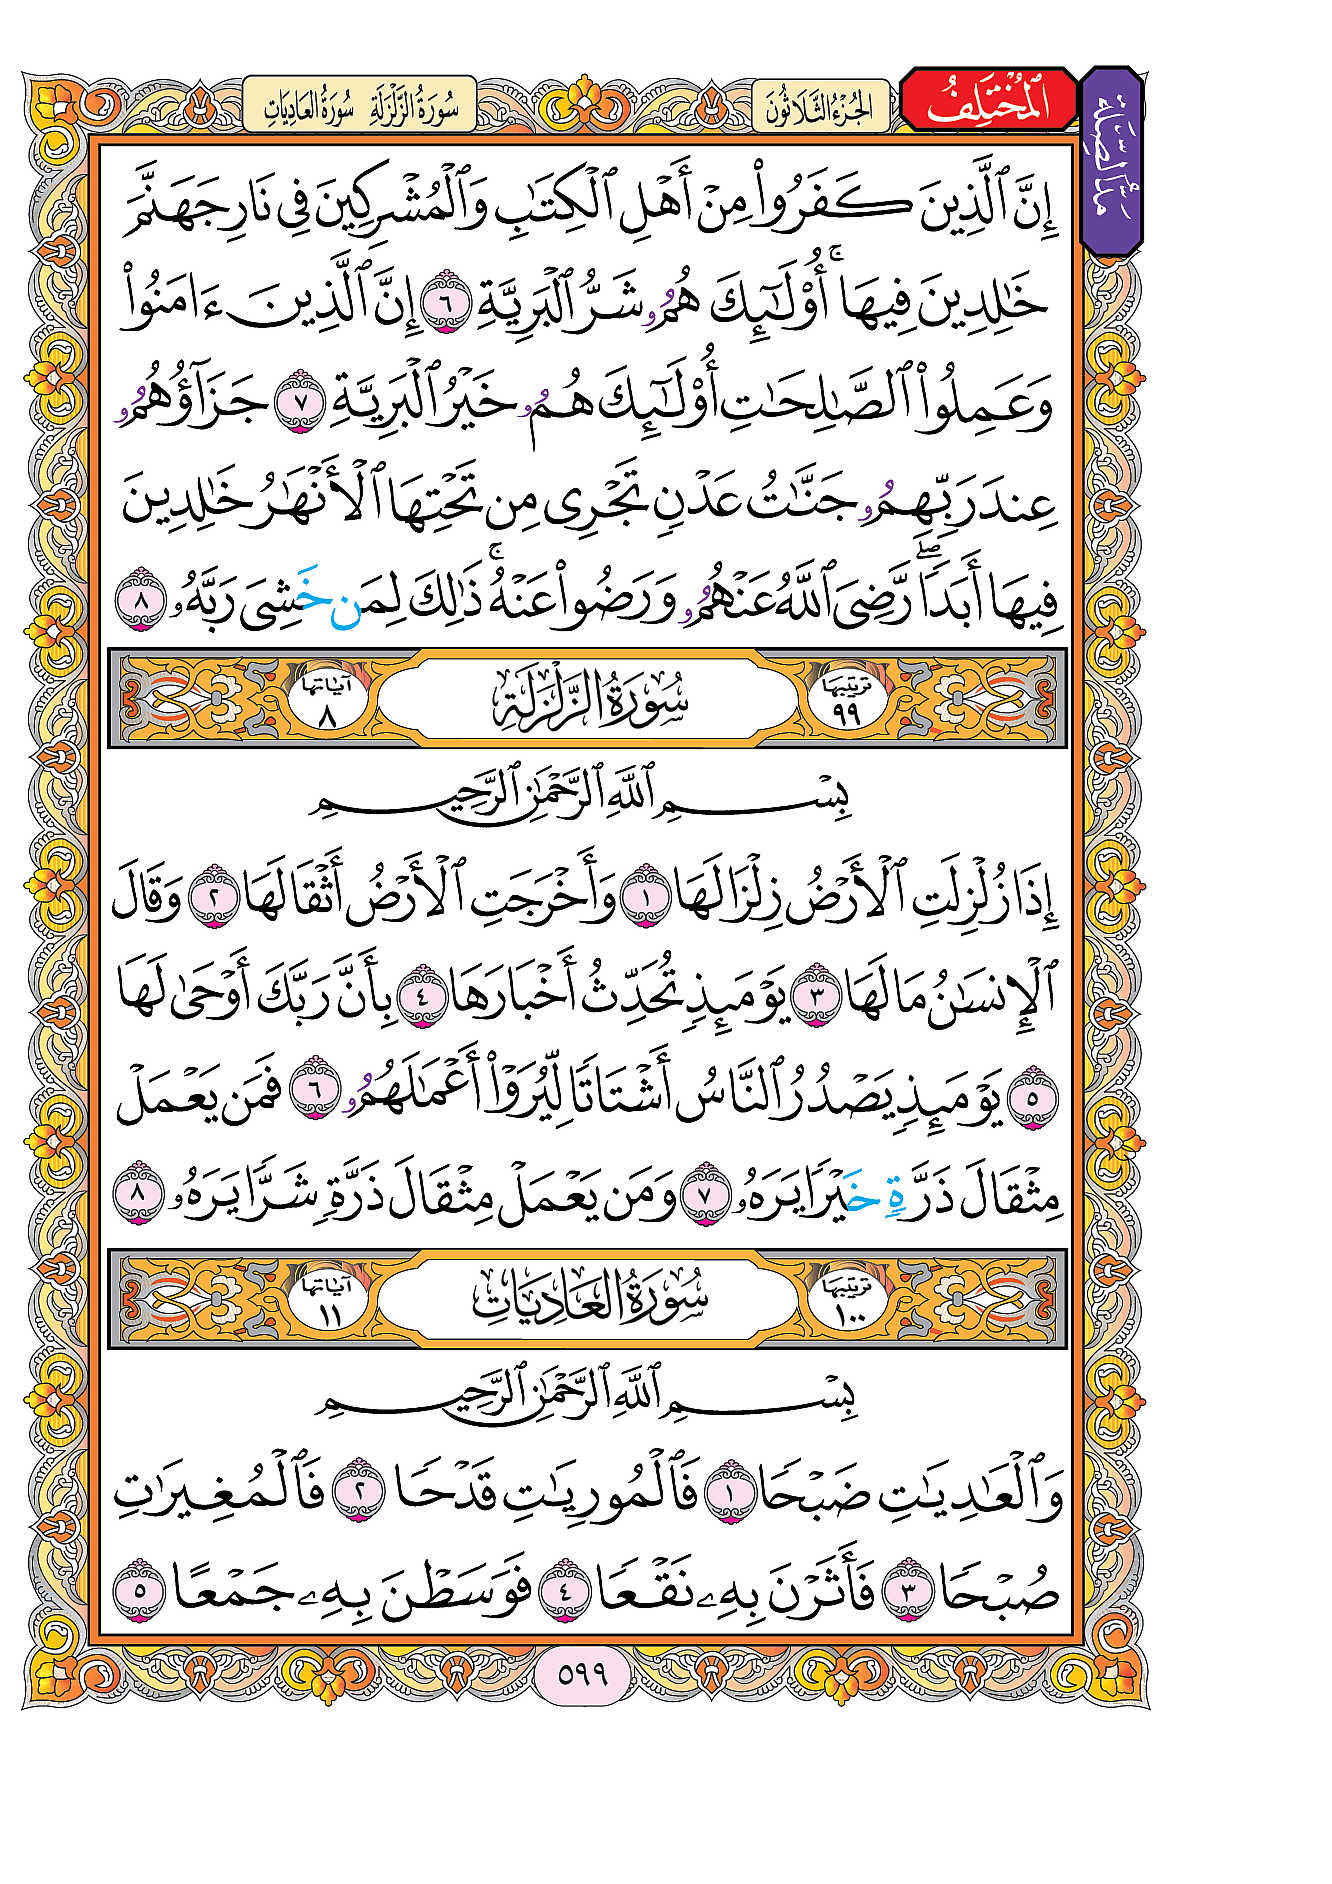 المُخْتَلِفُ
مَدُّ الصِّلَة
الجُزْءُ الثَّلَاثُونَ
سُورَةُ الزَّلْزَلَةِ سُورَةُ العَادِيَاتِ
إِنَّ ٱلَّذِينَ كَفَرُوا۟ مِنْ أَهْلِ ٱلْكِتَٰبِ وَٱلْمُشْرِكِينَ فِى نَارِ جَهَنَّمَ
خَٰلِدِينَ فِيهَآ ۚ أُو۟لَٰٓئِكَ هُمُۥ شَرُّ ٱلْبَرِيَّةِ ٦ إِنَّ ٱلَّذِينَ ءَامَنُوا۟
وَعَمِلُوا۟ ٱلصَّٰلِحَٰتِ أُو۟لَٰٓئِكَ هُمُۥ خَيْرُ ٱلْبَرِيَّةِ ٧ جَزَآؤُهُمُۥ
عِندَ رَبِّهِمُۥ جَنَّٰتُ عَدْنٍ تَجْرِى مِن تَحْتِهَا ٱلْأَنْهَٰرُ خَٰلِدِينَ
فِيهَآ أَبَدًا ۖ رَّضِىَ ٱللَّهُ عَنْهُمُۥ وَرَضُوا۟ عَنْهُ ۚ ذَٰلِكَ لِمَن خَشِىَ رَبَّهُۥ ٨
ترتيبها ٩٩ سُورَةُ الزَّلْزَلَةِ آياتها ٨
بِسْمِ ٱللَّهِ ٱلرَّحْمَٰنِ ٱلرَّحِيمِ
إِذَا زُلْزِلَتِ ٱلْأَرْضُ زِلْزَالَهَا ١ وَأَخْرَجَتِ ٱلْأَرْضُ أَثْقَالَهَا ٢ وَقَالَ
ٱلْإِنسَٰنُ مَا لَهَا ٣ يَوْمَئِذٍ تُحَدِّثُ أَخْبَارَهَا ٤ بِأَنَّ رَبَّكَ أَوْحَىٰ لَهَا
٥ يَوْمَئِذٍ يَصْدُرُ ٱلنَّاسُ أَشْتَاتًا لِّيُرَوْا۟ أَعْمَٰلَهُمُۥ ٦ فَمَن يَعْمَلْ
مِثْقَالَ ذَرَّةٍ خَيْرًا يَرَهُۥ ٧ وَمَن يَعْمَلْ مِثْقَالَ ذَرَّةٍ شَرًّا يَرَهُۥ ٨
ترتيبها ١٠٠ سُورَةُ العَادِيَاتِ آياتها ١١
بِسْمِ ٱللَّهِ ٱلرَّحْمَٰنِ ٱلرَّحِيمِ
وَٱلْعَٰدِيَٰتِ ضَبْحًا ١ فَٱلْمُورِيَٰتِ قَدْحًا ٢ فَٱلْمُغِيرَٰتِ
صُبْحًا ٣ فَأَثَرْنَ بِهِۦ نَقْعًا ٤ فَوَسَطْنَ بِهِۦ جَمْعًا ٥
٥٩٩